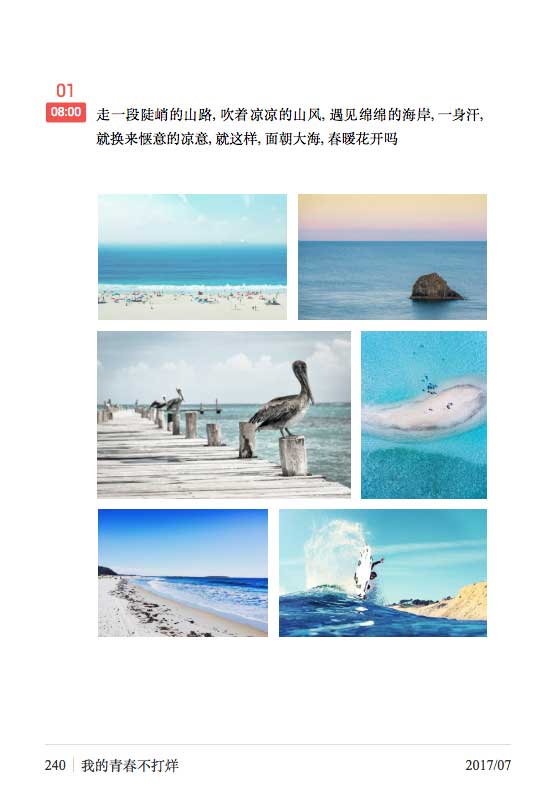 01
08:00
走一段陡峭的山路, 吹着凉凉的山风, 遇见绵绵的海岸, 一身汗,
就换来惬意的凉意, 就这样, 面朝大海, 春暖花开吗
240 我的青春不打烊 2017/07